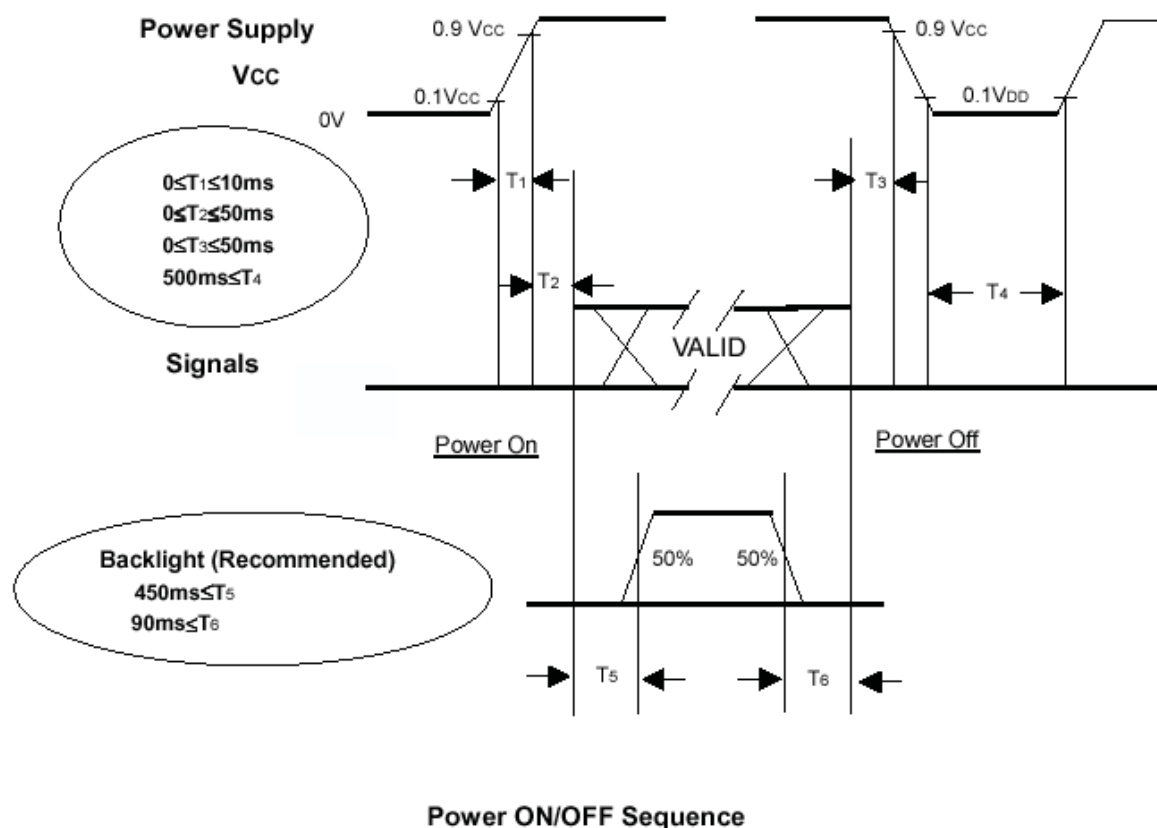 Power Supply
VCC
0.9 VCC
0.1VCC
0V
0.9 VCC
0.1VDD
0≤T1≤10ms
0≤T2≤50ms
0≤T3≤50ms
500ms≤T4
T1
T3
T2
T4
VALID
Signals
Power On
Power Off
Backlight (Recommended)
450ms≤T5
90ms≤T6
50%
50%
T5
T6
Power ON/OFF Sequence